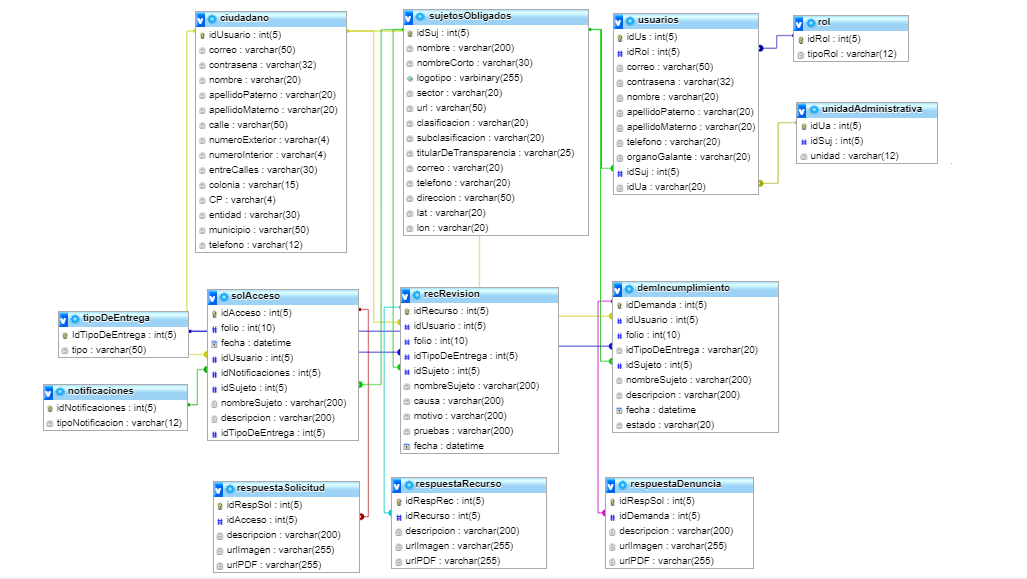 ciudadano
idUsuario : int(5)
correo : varchar(50)
contrasena : varchar(32)
nombre : varchar(20)
apellidoPaterno : varchar(20)
apellidoMaterno : varchar(20)
calle : varchar(50)
numeroExterior : varchar(4)
numeroInterior : varchar(4)
entreCalles : varchar(30)
colonia : varchar(15)
CP : varchar(4)
entidad : varchar(30)
municipio : varchar(50)
telefono : varchar(12)
sujetosObligados
idSuj : int(5)
nombre : varchar(200)
nombreCorto : varchar(30)
logotipo : varbinary(255)
sector : varchar(20)
url : varchar(50)
clasificacion : varchar(20)
subclasificacion : varchar(20)
titularDeTransparencia : varchar(25)
correo : varchar(20)
telefono : varchar(20)
direccion : varchar(50)
lat : varchar(20)
lon : varchar(20)
usuarios
idUs : int(5)
idRol : int(5)
correo : varchar(50)
contrasena : varchar(32)
nombre : varchar(20)
apellidoPaterno : varchar(20)
apellidoMaterno : varchar(20)
telefono : varchar(20)
organoGalante : varchar(20)
idSuj : int(5)
idUa : varchar(20)
rol
idRol : int(5)
tipoRol : varchar(12)
unidadAdministrativa
idUa : int(5)
idSuj : int(5)
unidad : varchar(12)
tipoDeEntrega
IdTipoDeEntrega : int(5)
tipo : varchar(50)
notificaciones
idNotificaciones : int(5)
tipoNotificacion : varchar(12)
solAcceso
idAcceso : int(5)
folio : int(10)
fecha : datetime
idUsuario : int(5)
idNotificaciones : int(5)
idSujeto : int(5)
nombreSujeto : varchar(200)
descripcion : varchar(200)
idTipoDeEntrega : int(5)
recRevision
idRecurso : int(5)
idUsuario : int(5)
folio : int(10)
idTipoDeEntrega : int(5)
idSujeto : int(5)
nombreSujeto : varchar(200)
causa : varchar(200)
motivo : varchar(200)
pruebas : varchar(200)
fecha : datetime
demIncumplimiento
idDemanda : int(5)
idUsuario : int(5)
folio : int(10)
idTipoDeEntrega : varchar(20)
idSujeto : int(5)
nombreSujeto : varchar(200)
descripcion : varchar(200)
fecha : datetime
estado : varchar(20)
respuestaSolicitud
idRespSol : int(5)
idAcceso : int(5)
descripcion : varchar(200)
urlImagen : varchar(255)
urlPDF : varchar(255)
respuestaRecurso
idRespRec : int(5)
idRecurso : int(5)
descripcion : varchar(200)
urlImagen : varchar(255)
urlPDF : varchar(255)
respuestaDenuncia
idRespSol : int(5)
idDemanda : int(5)
descripcion : varchar(200)
urlImagen : varchar(255)
urlPDF : varchar(255)